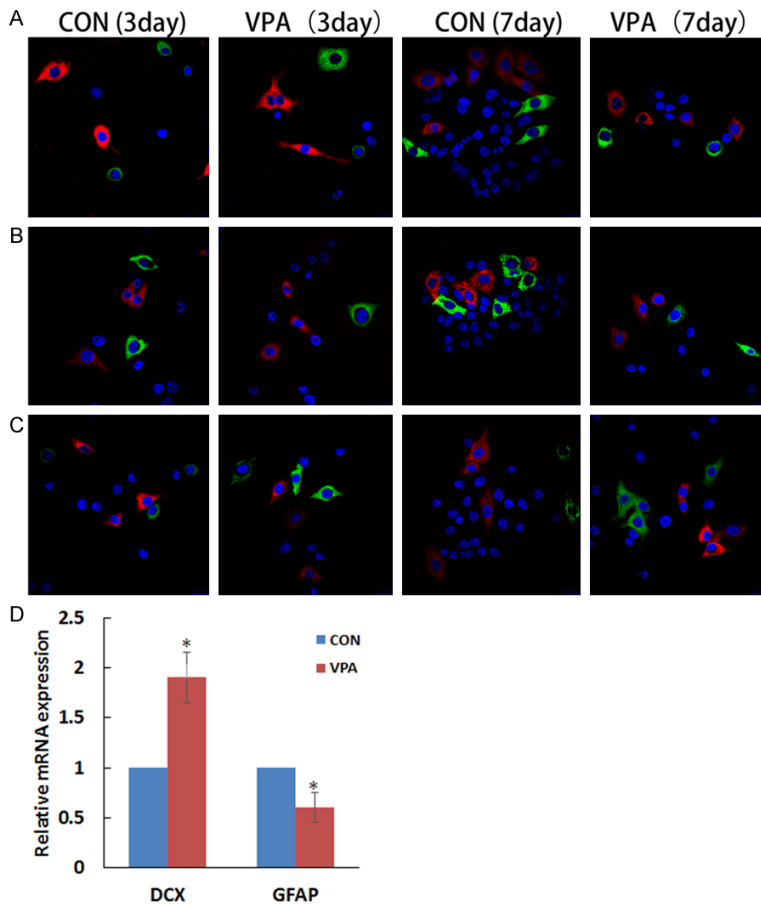 A
CON (3day)
VPA （3day）
CON (7day)
VPA （7day）
B
C
D
2.5
2
1.5
1
0.5
0
Relative mRNA expression
*
*
CON
VPA
DCX
GFAP